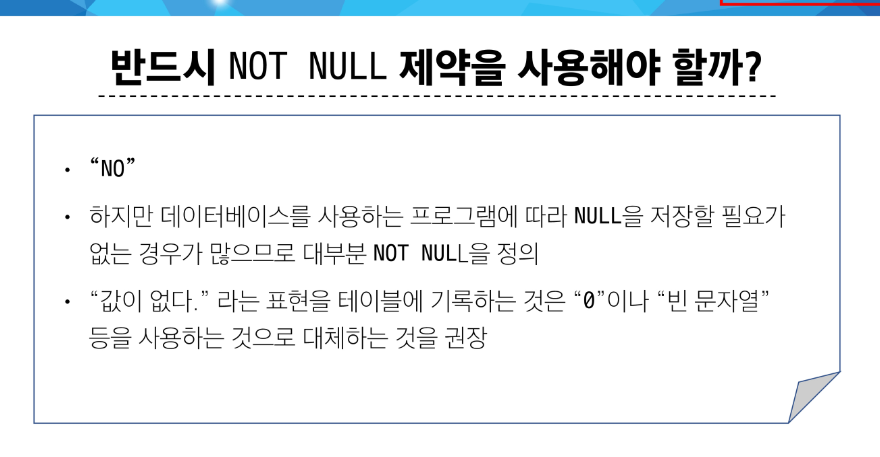 반드시 NOT NULL 제약을 사용해야 할까?
• “NO”
• 하지만 데이터베이스를 사용하는 프로그램에 따라 NULL을 저장할 필요가
없는 경우가 많으므로 대부분 NOT NULL을 정의
• “값이 없다.” 라는 표현을 테이블에 기록하는 것은 “0”이나 “빈 문자열”
등을 사용하는 것으로 대체하는 것을 권장